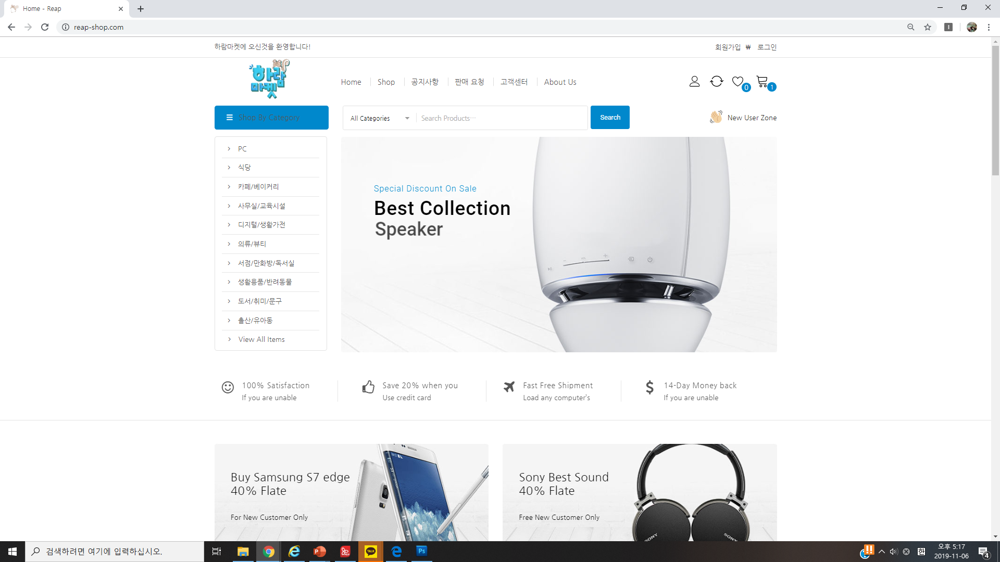 Home - Reap
reap-shop.com
하람마켓에 오신것을 환영합니다!
회원가입 ₩ 로그인
하람
마켓
Home
Shop
공지사항
판매 요청
고객센터
About Us
0
1
Shop By Category
All Categories
Search Products...
Search
New User Zone
PC
식당
카페/베이커리
사무실/교육시설
디지털/생활가전
의류/뷰티
서점/만화방/독서실
생활용품/반려동물
도서/취미/문구
출산/유아동
View All Items
Special Discount On Sale
Best Collection
Speaker
100% Satisfaction
If you are unable
Save 20% when you
Use credit card
Fast Free Shipment
Load any computer's
14-Day Money back
If you are unable
Buy Samsung S7 edge
40% Flate
For New Customer Only
Sony Best Sound
40% Flate
Free New Customer Only
SONY
SONY
검색하려면 여기에 입력하십시오.
TALK
Ps
한
오후 5:17
2019-11-06
4